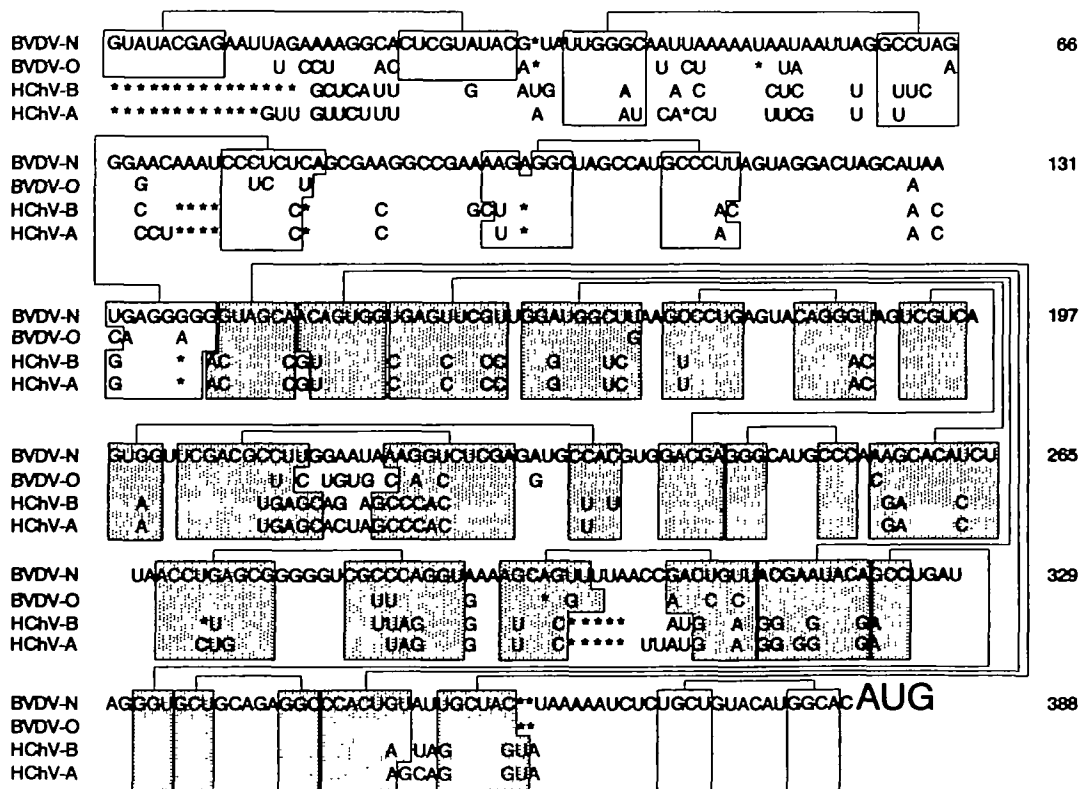 BVDV-N GUAUACGAGAAUUAGAAAAGGCACUCGUAUACG*UAUUGGGCAAUUAAAAAUAAUAAUUAGGCCUAG 66
BVDV-O U CCU AC A* U CU * UA A
HChV-B **************** GCUCAUU G AUG A A C CUC U UUC
HChV-A *************GUU GUUCUUU A AU CA*CU UUCG U U
BVDV-N GGAACAAAUCCCUCUCAGCGAAGGCCGAAAAGAGGCUAGCCAUGCCCUUAGUAGGACUAGCAUAA 131
BVDV-O G UC U A
HChV-B C **** C* C GCU * AC A C
HChV-A CCU**** C* C U * A A C
BVDV-N UGAGGGGGGUAGCAACAGUGGUGAGUUCGUUGGAUGGCUUAAGCCCUGAGUACAGGGUAGUCGUCA 197
BVDV-O CA A G
HChV-B G * AC CGU C C CC G UC U AC
HChV-A G * AC CGU C C CC G UC U AC
BVDV-N GUGGUUCGACGCCUUGGAAUAAAGGUCUCGAGAUGCCACGUGGACGAGGGCAUGCCCAAAGCACAUCU 265
BVDV-O U C UGUG C AC G C
HChV-B A UGAGCAG AGCCCAC U U GA C
HChV-A A UGAGCACUAGCCCAC U GA C
BVDV-N UAACCUGAGCGGGGGUCGCCCAGGUAAAAGCAGUUUUAACCGACUGUUACGAAUACAGCCUGAU 329
BVDV-O UU G * G A C C
HChV-B *U UUAG G U C ***** AUG A GG G GA
HChV-A CUG UAG G U C ***** UUAUG A GG GG GA
BVDV-N AGGGUGCUGCAGAGGCCCACUGUAUUGCUAC**UAAAAAUCUCUGCUGUACAUGGCACAUG 388
BVDV-O **
HChV-B A UAG GUA
HChV-A AGCAG GUA